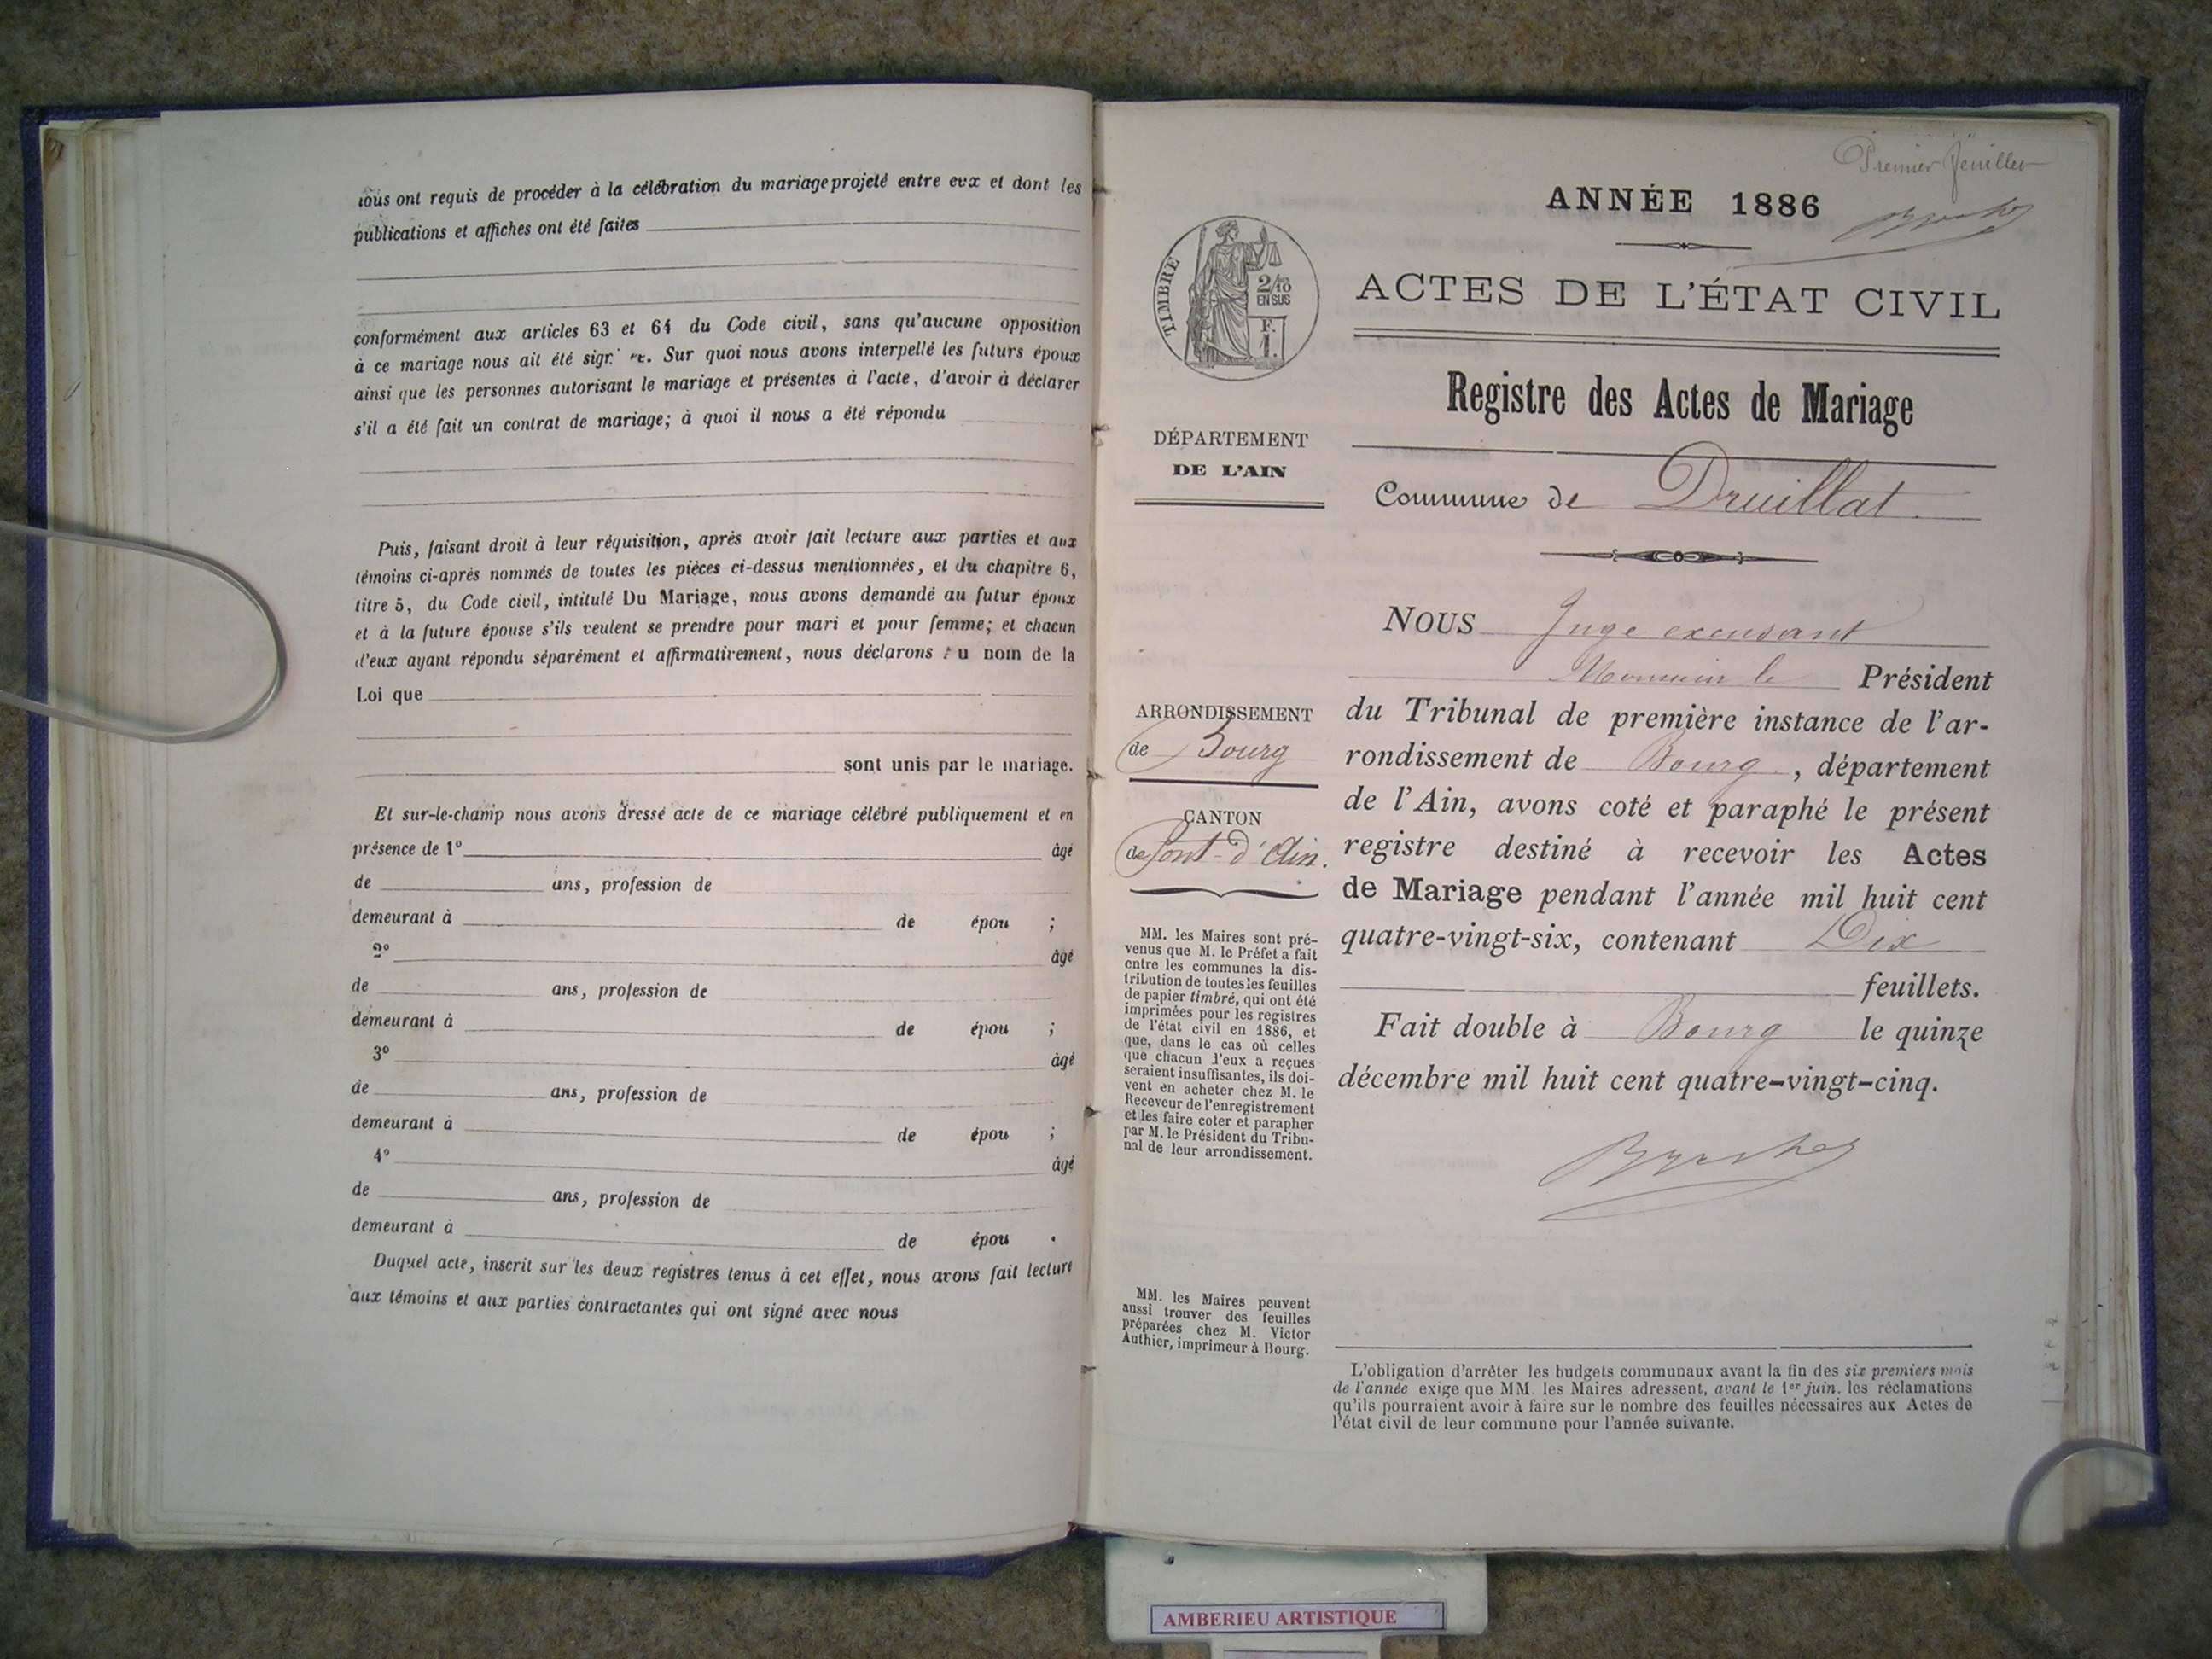 nous ont requis de procéder à la célébration du mariage projeté entre eux et dont les
publications et affiches ont été faites
conformément aux articles 63 et 64 du Code civil, sans qu'aucune opposition
à ce mariage nous ait été Sur quoi nous avons interpellé les futurs époux
ainsi que les personnes autorisant le mariage et présentes à l'acte, d'avoir à déclarer
s'il a été fait un contrat de mariage; à quoi il nous a été répondu
Puis, faisant droit à leur réquisition, après avoir fait lecture aux parties et aux
témoins ci-après nommés de toutes les pièces ci-dessus mentionnées, et du chapitre 6,
titre 5, du Code civil, intitulé Du Mariage, nous avons demandé au futur époux
et à la future épouse s'ils veulent se prendre pour mari et pour femme; et chacun
d'eux ayant répondu séparément et affirmativement, nous déclarons au nom de la
Loi que
sont unis par le mariage.
Et sur-le-champ nous avons dressé acte de ce mariage célébré publiquement et en
présence de 1º âgé
de ans, profession de
demeurant à de épou ;
2º âgé
de ans, profession de
demeurant à de épou ;
3º âgé
de ans, profession de
demeurant à de épou ;
4º âgé
de ans, profession de
demeurant à de épou .
Duquel acte, inscrit sur les deux registres tenus à cet effet, nous avons fait lecture
aux témoins et aux parties contractantes qui ont signé avec nous
Premier feuillet
ANNÉE 1886
TIMBRE
2/10
EN SUS
F.
1.
ACTES DE L'ÉTAT CIVIL
Registre des Actes de Mariage
DÉPARTEMENT
DE L'AIN
Commune de Druillat.
NOUS Juge excusant
Monsieur le Président
du Tribunal de première instance de l'ar-
rondissement de Bourg, département
de l'Ain, avons coté et paraphé le présent
registre destiné à recevoir les Actes
de Mariage pendant l'année mil huit cent
quatre-vingt-six, contenant Dix
feuillets.
Fait double à Bourg le quinze
décembre mil huit cent quatre-vingt-cinq.
ARRONDISSEMENT
de Bourg
CANTON
de Pont-d'Ain.
MM. les Maires sont pré-
venus que M. le Préfet a fait
entre les communes la dis-
tribution de toutes les feuilles
de papier timbré, qui ont été
imprimées pour les registres
de l'état civil en 1886, et
que, dans le cas où celles
que chacun d'eux a reçues
seraient insuffisantes, ils doi-
vent en acheter chez M. le
Receveur de l'enregistrement
et les faire coter et parapher
par M. le Président du Tribu-
nal de leur arrondissement.
MM. les Maires peuvent
aussi trouver des feuilles
préparées chez M. Victor
Authier, imprimeur à Bourg.
L'obligation d'arrêter les budgets communaux avant la fin des six premiers mois
de l'année exige que MM. les Maires adressent, avant le 1er juin, les réclamations
qu'ils pourraient avoir à faire sur le nombre des feuilles nécessaires aux Actes de
l'état civil de leur commune pour l'année suivante.
AMBERIEU ARTISTIQUE